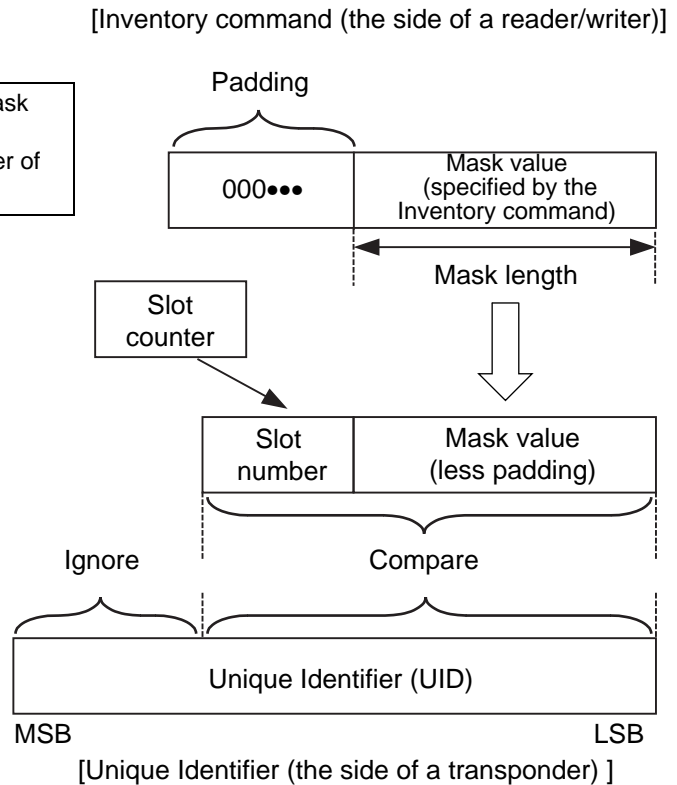 [Inventory command (the side of a reader/writer)]
Padding
er of
000•••
Mask value
(specified by the
Inventory command)
Mask length
Slot
counter
Slot
number
Mask value
(less padding)
Ignore
Compare
Unique Identifier (UID)
MSB
LSB
[Unique Identifier (the side of a transponder) ]